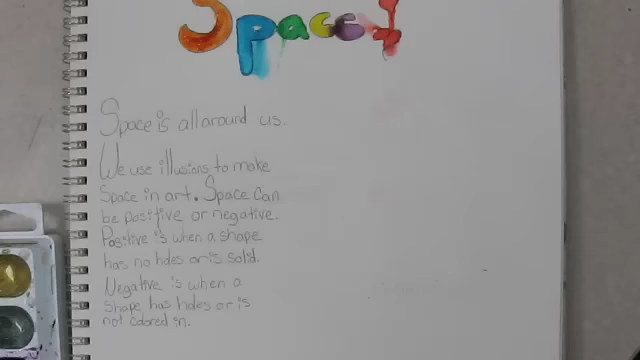 Space!
Space is all around us.
We use illusions to make
Space in art. Space can
be positive or negative.
Positive is when a shape
has no holes or is solid.
Negative is when a
shape has holes or is
not colored in.